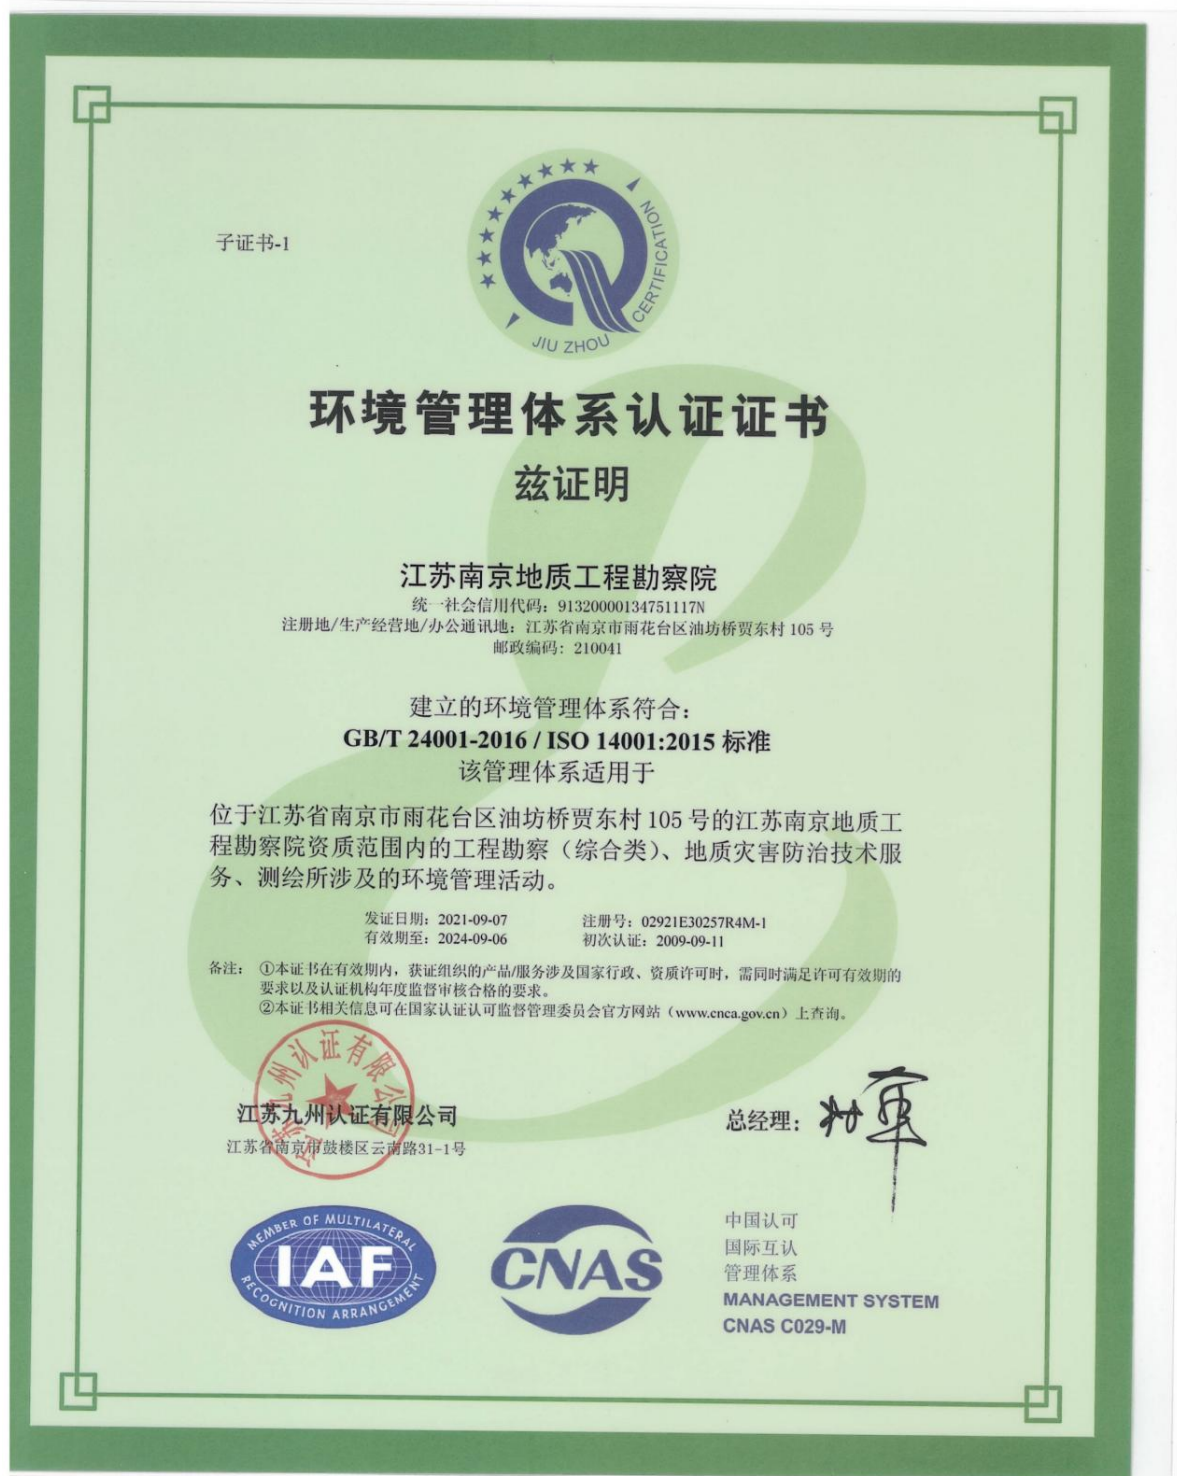 子证书-1
JIU ZHOU CERTIFICATION
环境管理体系认证证书
兹证明
江苏南京地质工程勘察院
统一社会信用代码：91320000134751117N
注册地/生产经营地/办公通讯地：江苏省南京市雨花台区油坊桥贾东村 105 号
邮政编码：210041
建立的环境管理体系符合：
GB/T 24001-2016 / ISO 14001:2015 标准
该管理体系适用于
位于江苏省南京市雨花台区油坊桥贾东村 105 号的江苏南京地质工
程勘察院资质范围内的工程勘察（综合类）、地质灾害防治技术服
务、测绘所涉及的环境管理活动。
发证日期：2021-09-07 注册号：02921E30257R4M-1
有效期至：2024-09-06 初次认证：2009-09-11
备注： ①本证书在有效期内，获证组织的产品/服务涉及国家行政、资质许可时，需同时满足许可有效期的
要求以及认证机构年度监督审核合格的要求。
②本证书相关信息可在国家认证认可监督管理委员会官方网站（www.cnca.gov.cn）上查询。
江苏九州认证有限公司
江苏九州认证有限公司
江苏省南京市鼓楼区云南路31-1号
总经理：
MEMBER OF MULTILATERAL
IAF
RECOGNITION ARRANGEMENT
CNAS
中国认可
国际互认
管理体系
MANAGEMENT SYSTEM
CNAS C029-M